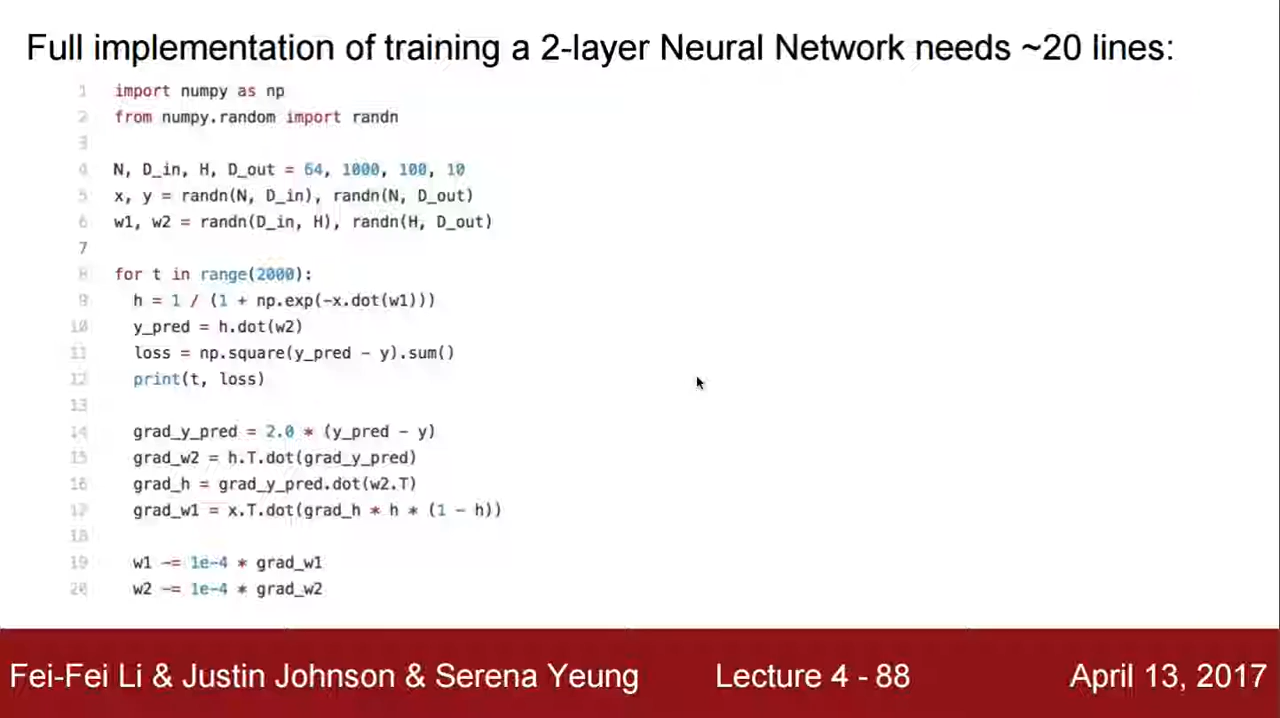 Full implementation of training a 2-layer Neural Network needs ~20 lines:
1 import numpy as np
2 from numpy.random import randn
3
4 N, D_in, H, D_out = 64, 1000, 100, 10
5 x, y = randn(N, D_in), randn(N, D_out)
6 w1, w2 = randn(D_in, H), randn(H, D_out)
7
8 for t in range(2000):
9 h = 1 / (1 + np.exp(-x.dot(w1)))
10 y_pred = h.dot(w2)
11 loss = np.square(y_pred - y).sum()
12 print(t, loss)
13
14 grad_y_pred = 2.0 * (y_pred - y)
15 grad_w2 = h.T.dot(grad_y_pred)
16 grad_h = grad_y_pred.dot(w2.T)
17 grad_w1 = x.T.dot(grad_h * h * (1 - h))
18
19 w1 -= 1e-4 * grad_w1
20 w2 -= 1e-4 * grad_w2
Fei-Fei Li & Justin Johnson & Serena Yeung Lecture 4 - 88 April 13, 2017